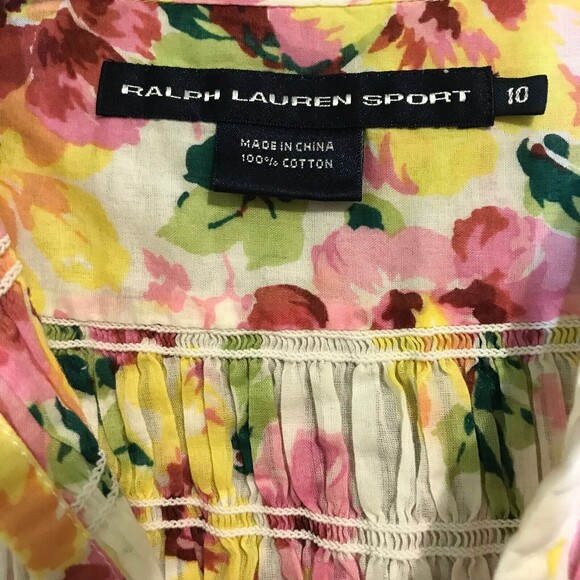 RALPH LAUREN SPORT 10
MADE IN CHINA
100% COTTON